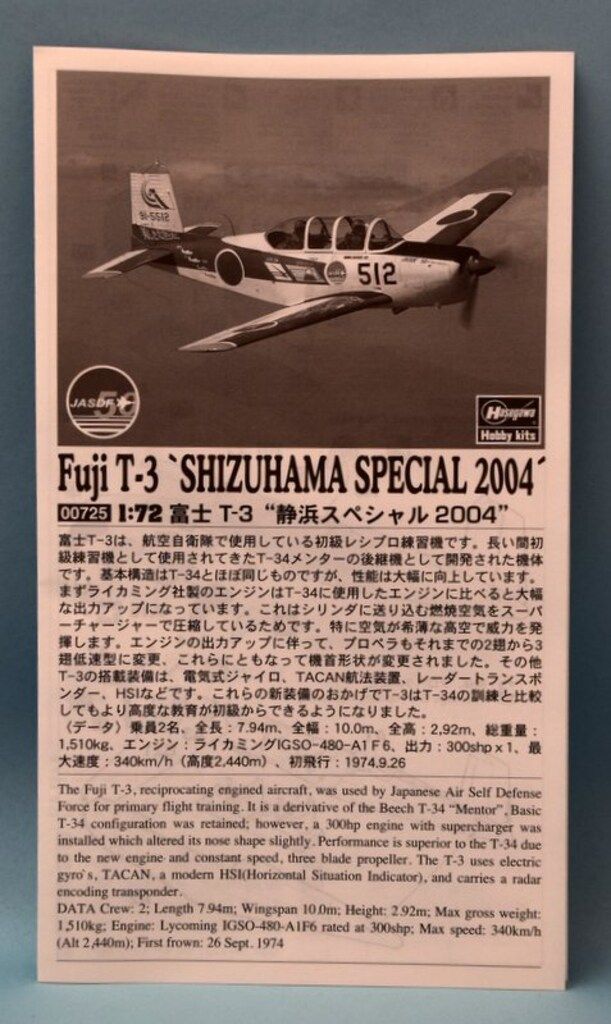 91-5512
512
JASDF 50
Hasegawa
Hobby kits
Fuji T-3 `SHIZUHAMA SPECIAL 2004´
00725 1:72 富士 T-3 “静浜スペシャル2004”
富士T-3は、航空自衛隊で使用している初級レシプロ練習機です。長い間初
級練習機として使用されてきたT-34メンターの後継機として開発された機体
です。基本構造はT-34とほぼ同じものですが、性能は大幅に向上しています。
まずライカミング社製のエンジンはT-34に使用したエンジンに比べると大幅
な出力アップになっています。これはシリンダに送り込む燃焼空気をスーパ
ーチャージャーで圧縮しているためです。特に空気が希薄な高空で威力を発
揮します。エンジンの出力アップに伴って、プロペラもそれまでの2翅から3
翅低速型に変更、これらにともなって機首形状が変更されました。その他
T-3の搭載装備は、電気式ジャイロ、TACAN航法装置、レーダートランスポ
ンダー、HSIなどです。これらの新装備のおかげでT-3はT-34の訓練と比較
してもより高度な教育が初級からできるようになりました。
〈データ〉乗員2名、全長：7.94m、全幅：10.0m、全高：2,92m、総重量：
1,510kg、エンジン：ライカミングIGSO-480-A1F6、出力：300shp x 1、最
大速度：340km/h（高度2,440m）、初飛行：1974.9.26
The Fuji T-3, reciprocating engined aircraft, was used by Japanese Air Self Defense
Force for primary flight training. It is a derivative of the Beech T-34 “Mentor”, Basic
T-34 configuration was retained; however, a 300hp engine with supercharger was
installed which altered its nose shape slightly. Performance is superior to the T-34 due
to the new engine and constant speed, three blade propeller. The T-3 uses electric
gyro`s, TACAN, a modern HSI(Horizontal Situation Indicator), and carries a radar
encoding transponder.
DATA Crew: 2; Length 7.94m; Wingspan 10.0m; Height: 2.92m; Max gross weight:
1,510kg; Engine: Lycoming IGSO-480-A1F6 rated at 300shp; Max speed: 340km/h
(Alt 2,440m); First frown: 26 Sept. 1974